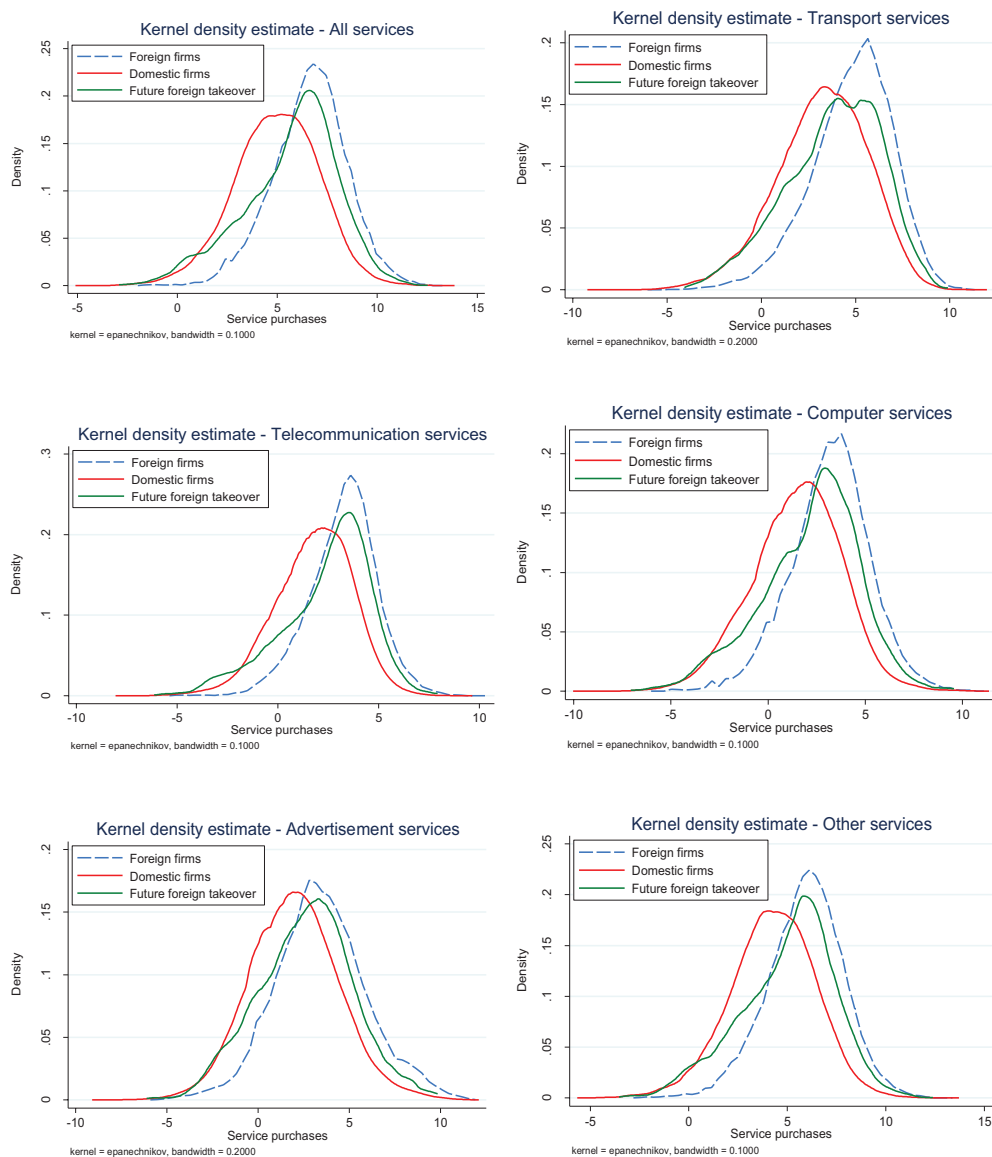 Kernel density estimate - All services
Foreign firms
Domestic firms
Future foreign takeover
Density
0 .05 .1 .15 .2 .25
-5 0 5 10 15
Service purchases
kernel = epanechnikov, bandwidth = 0.1000
Kernel density estimate - Transport services
Foreign firms
Domestic firms
Future foreign takeover
Density
0 .05 .1 .15 .2
-10 -5 0 5 10
Service purchases
kernel = epanechnikov, bandwidth = 0.2000
Kernel density estimate - Telecommunication services
Foreign firms
Domestic firms
Future foreign takeover
Density
0 .1 .2 .3
-10 -5 0 5 10
Service purchases
kernel = epanechnikov, bandwidth = 0.1000
Kernel density estimate - Computer services
Foreign firms
Domestic firms
Future foreign takeover
Density
0 .05 .1 .15 .2
-10 -5 0 5 10
Service purchases
kernel = epanechnikov, bandwidth = 0.1000
Kernel density estimate - Advertisement services
Foreign firms
Domestic firms
Future foreign takeover
Density
0 .05 .1 .15 .2
-10 -5 0 5 10
Service purchases
kernel = epanechnikov, bandwidth = 0.2000
Kernel density estimate - Other services
Foreign firms
Domestic firms
Future foreign takeover
Density
0 .05 .1 .15 .2 .25
-5 0 5 10 15
Service purchases
kernel = epanechnikov, bandwidth = 0.1000